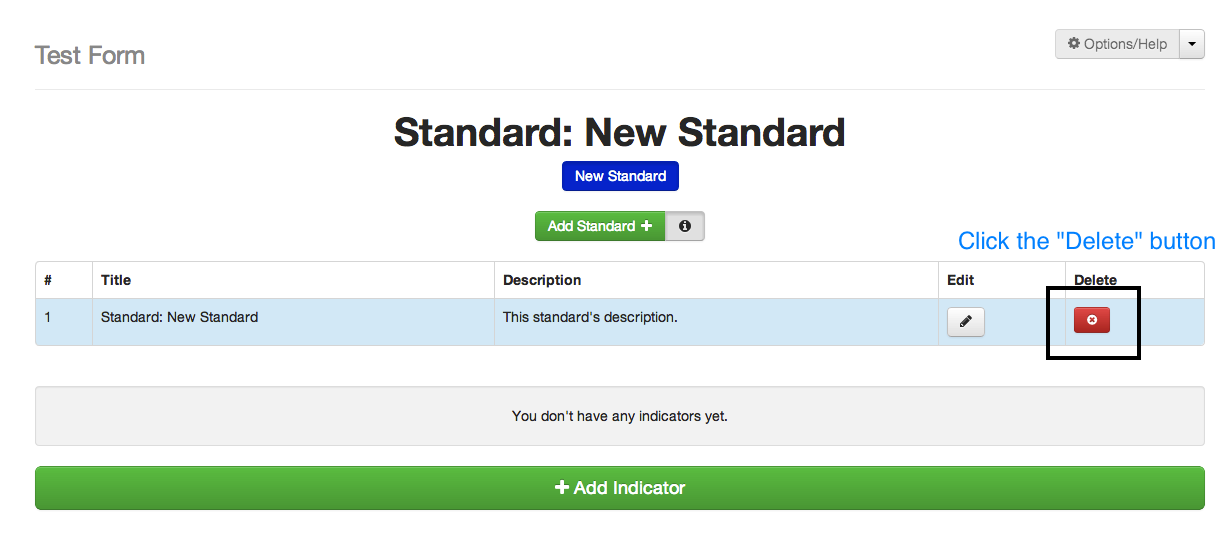 Test Form
Options/Help
Standard: New Standard
New Standard
Add Standard +
Click the "Delete" button
# Title Description Edit Delete
1 Standard: New Standard This standard's description.
You don't have any indicators yet.
+ Add Indicator